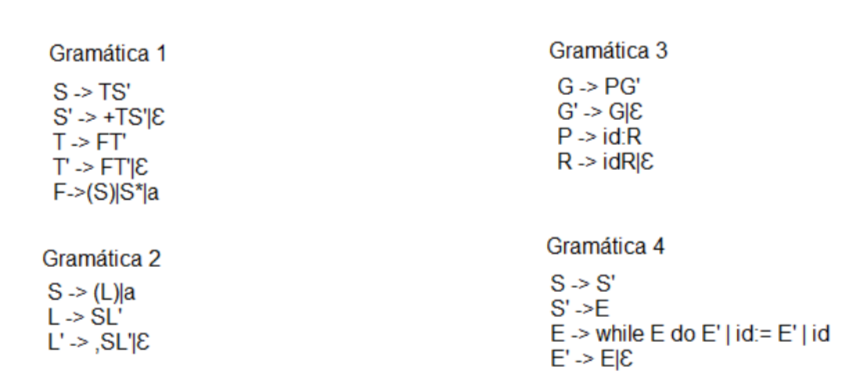 Gramática 1
S -> TS'
S' -> +TS'|Ɛ
T -> FT'
T' -> FT'|Ɛ
F->(S)|S*|a
Gramática 2
S -> (L)|a
L -> SL'
L' -> ,SL'|Ɛ
Gramática 3
G -> PG'
G' -> G|Ɛ
P -> id:R
R -> idR|Ɛ
Gramática 4
S -> S'
S' ->E
E -> while E do E' | id:= E' | id
E' -> E|Ɛ